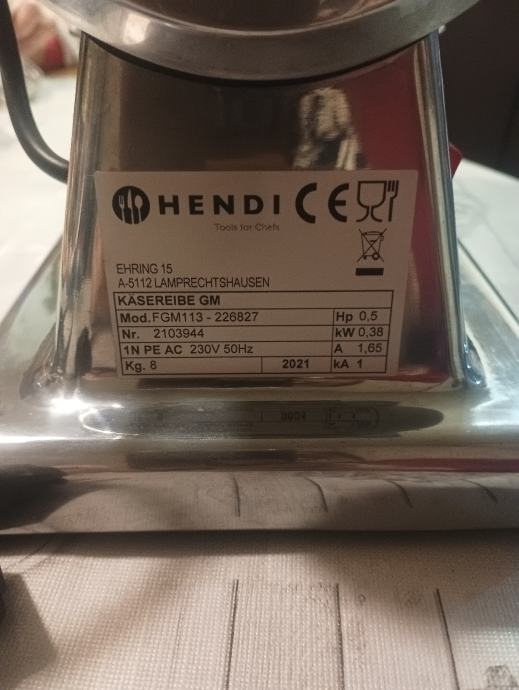 HENDI CE
Tools for Chefs
EHRING 15
A-5112 LAMPRECHTSHAUSEN
KÄSEREIBE GM
Mod. FGM113 - 226827 Hp 0,5
Nr. 2103944 kW 0,38
1N PE AC 230V 50Hz A 1,65
Kg. 8 2021 kA 1